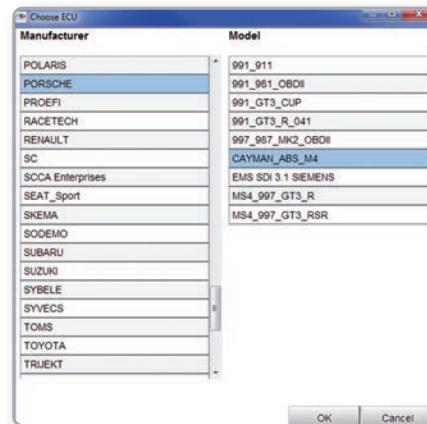 Choose ECU
Manufacturer
POLARIS
PORSCHE
PROEFI
RACETECH
RENAULT
SC
SCCA Enterprises
SEAT_Sport
SKEMA
SODEMO
SUBARU
SUZUKI
SYBELE
SYVECS
TOMS
TOYOTA
TRIJEKT
Model
991_911
991_981_OBDII
991_GT3_CUP
991_GT3_R_041
997_987_MK2_OBDII
CAYMAN_ABS_M4
EMS SDI 3.1 SIEMENS
MS4_997_GT3_R
MS4_997_GT3_RSR
OK
Cancel